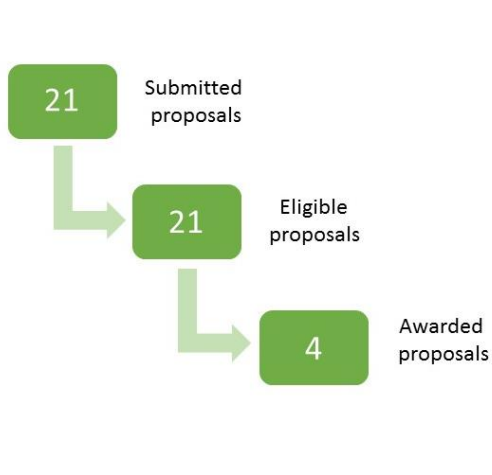 21
Submitted
proposals
21
Eligible
proposals
4
Awarded
proposals